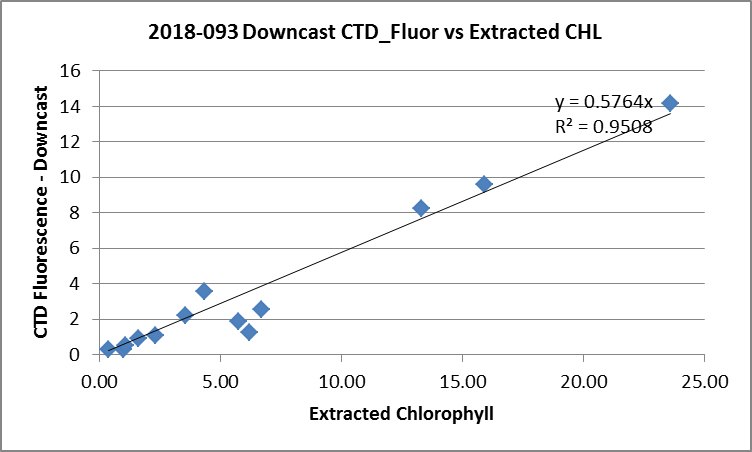 2018-093 Downcast CTD_Fluor vs Extracted CHL
16
14
12
10
8
6
4
2
0
y = 0.5764x
R² = 0.9508
CTD Fluorescence - Downcast
0.00 5.00 10.00 15.00 20.00 25.00
Extracted Chlorophyll